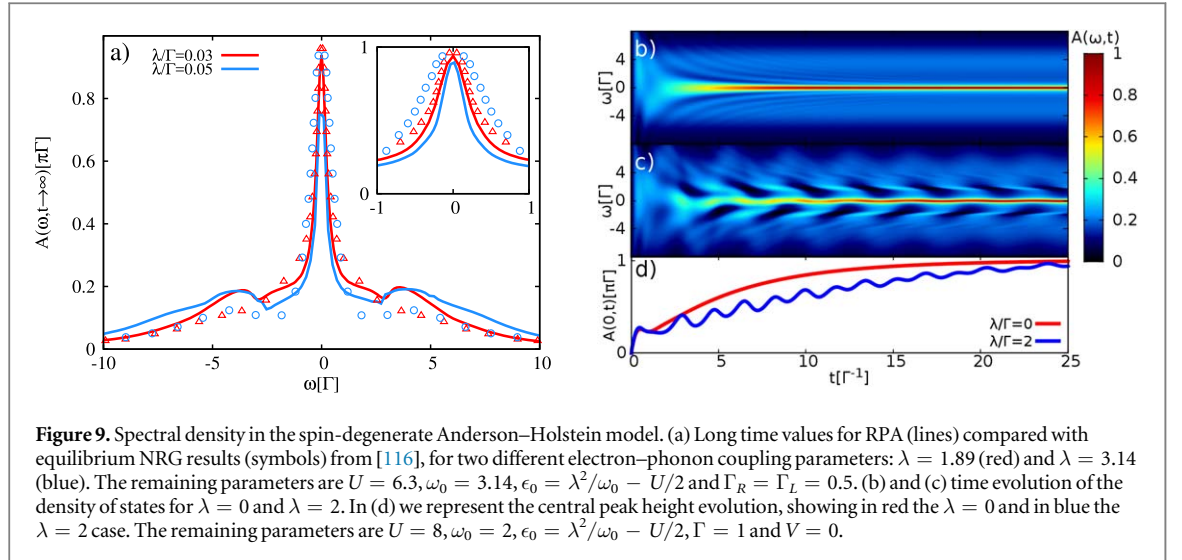 a)
λ/Γ=0.03
λ/Γ=0.05
A(ω,t→∞)[πΓ]
0.8
0.6
0.4
0.2
0
-10
-5
0
5
10
ω[Γ]
1
0
-1
0
1
b)
ω[Γ]
4
0
-4
c)
ω[Γ]
4
0
-4
A(ω,t)
1
0.8
0.6
0.4
0.2
0
d)
A(0,t)[πΓ]
1
0
λ/Γ=0
λ/Γ=2
0
5
10
15
20
25
t[Γ⁻¹]
Figure 9. Spectral density in the spin-degenerate Anderson–Holstein model. (a) Long time values for RPA (lines) compared with
equilibrium NRG results (symbols) from [116], for two different electron–phonon coupling parameters: λ = 1.89 (red) and λ = 3.14
(blue). The remaining parameters are U = 6.3, ω₀ = 3.14, ϵ₀ = λ²/ω₀ − U/2 and Γ_R = Γ_L = 0.5. (b) and (c) time evolution of the
density of states for λ = 0 and λ = 2. In (d) we represent the central peak height evolution, showing in red the λ = 0 and in blue the
λ = 2 case. The remaining parameters are U = 8, ω₀ = 2, ϵ₀ = λ²/ω₀ − U/2, Γ = 1 and V = 0.